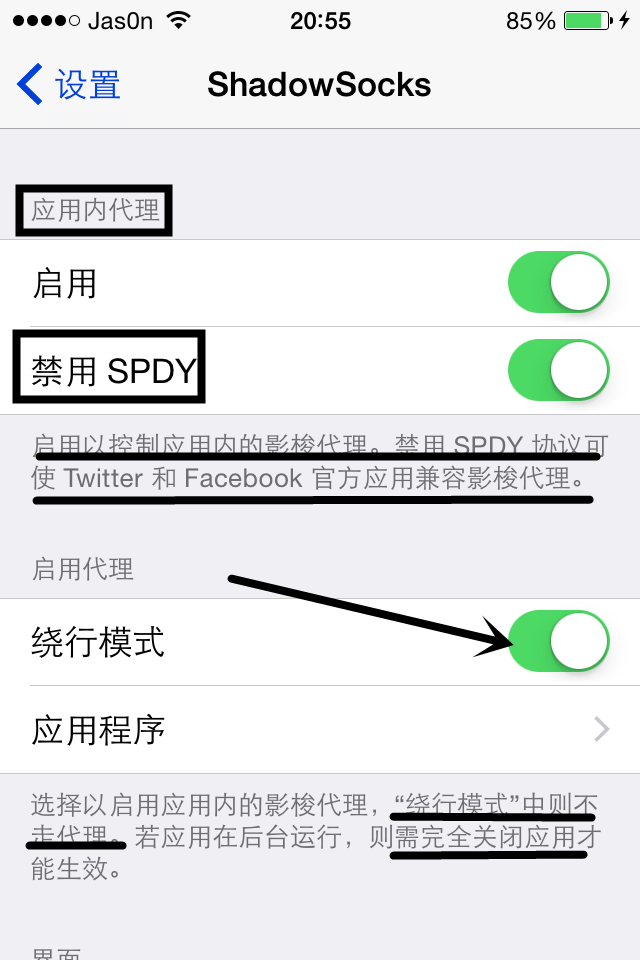 Jas0n 20:55 85%
设置 ShadowSocks
应用内代理
启用
禁用 SPDY
启用以控制应用内的影梭代理。禁用 SPDY 协议可
使 Twitter 和 Facebook 官方应用兼容影梭代理。
启用代理
绕行模式
应用程序
选择以启用应用内的影梭代理，“绕行模式”中则不
走代理。若应用在后台运行，则需完全关闭应用才
能生效。
界面